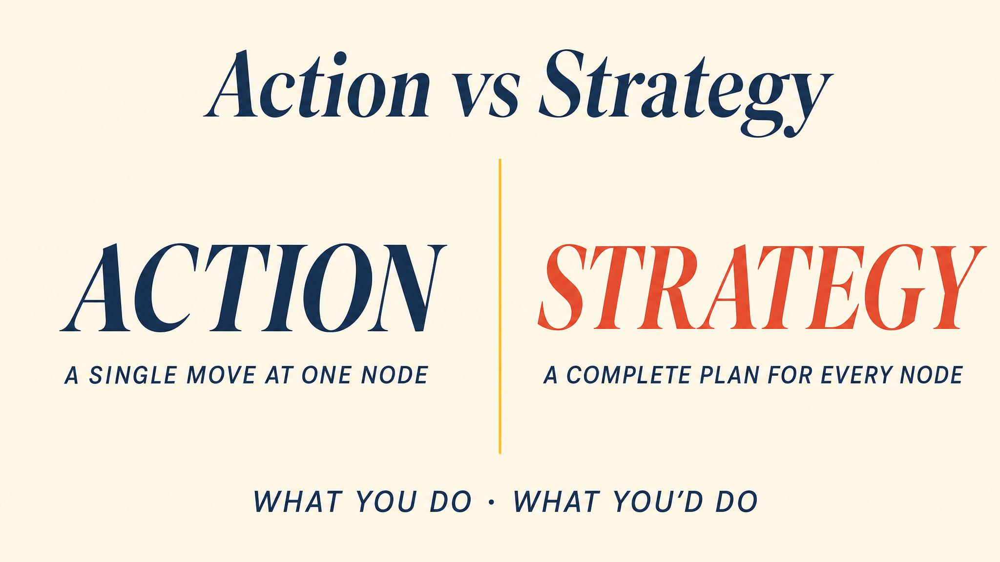 Action vs Strategy
ACTION
A SINGLE MOVE AT ONE NODE
STRATEGY
A COMPLETE PLAN FOR EVERY NODE
WHAT YOU DO · WHAT YOU’D DO